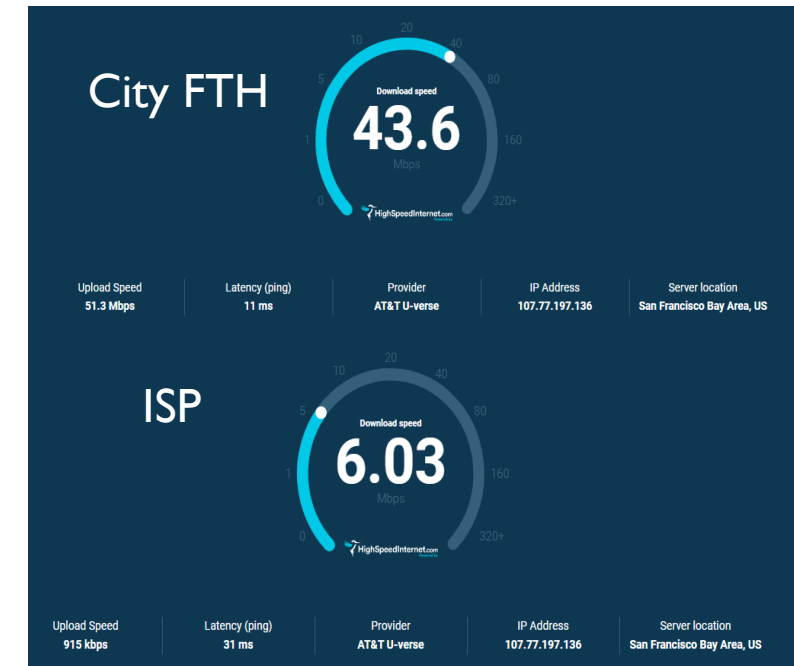 City FTH
0
1
5
10
20
40
80
160
320+
Download speed
43.6
Mbps
HighSpeedInternet.com
Powered by
Upload Speed
51.3 Mbps
Latency (ping)
11 ms
Provider
AT&T U-verse
IP Address
107.77.197.136
Server location
San Francisco Bay Area, US
ISP
0
1
5
10
20
40
80
160
320+
Download speed
6.03
Mbps
HighSpeedInternet.com
Powered by
Upload Speed
915 kbps
Latency (ping)
31 ms
Provider
AT&T U-verse
IP Address
107.77.197.136
Server location
San Francisco Bay Area, US